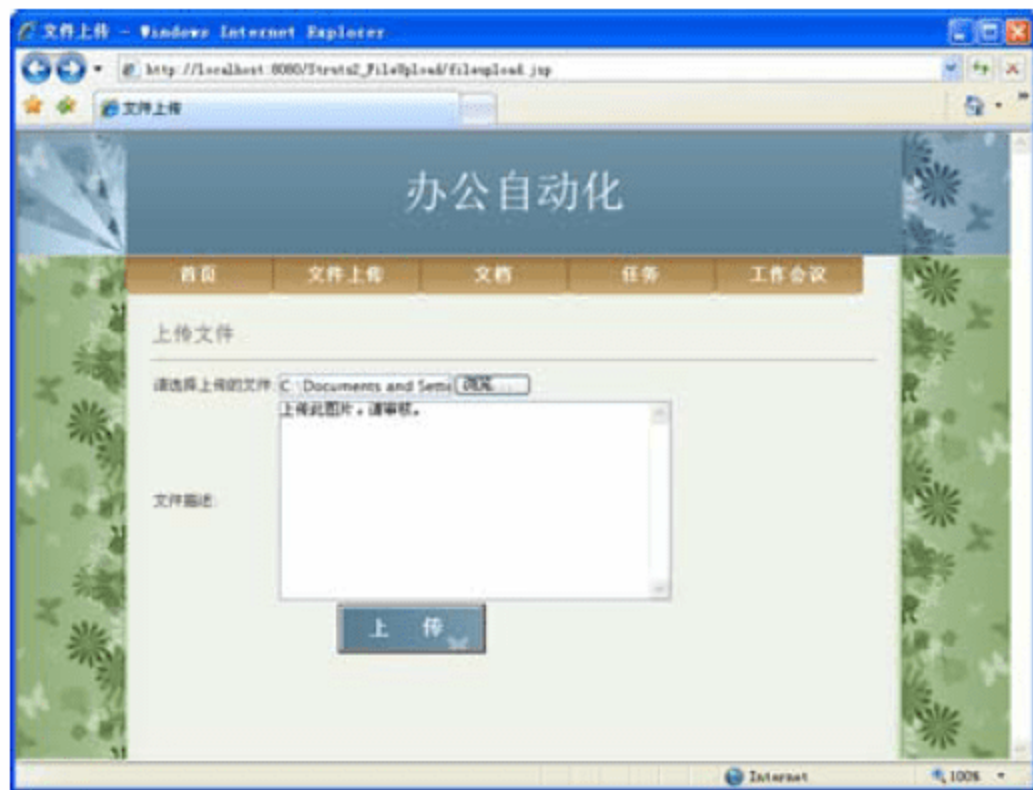 文件上传 - Windows Internet Explorer
http://localhost:8080/Struts2_FileUpload/fileupload.jsp
文件上传
办公自动化
首页 文件上传 文档 任务 工作会议
上传文件
请选择上传的文件: C:\Documents and Setti 浏览...
上传此图片，请审核。
文件描述:
上 传
Internet 100%